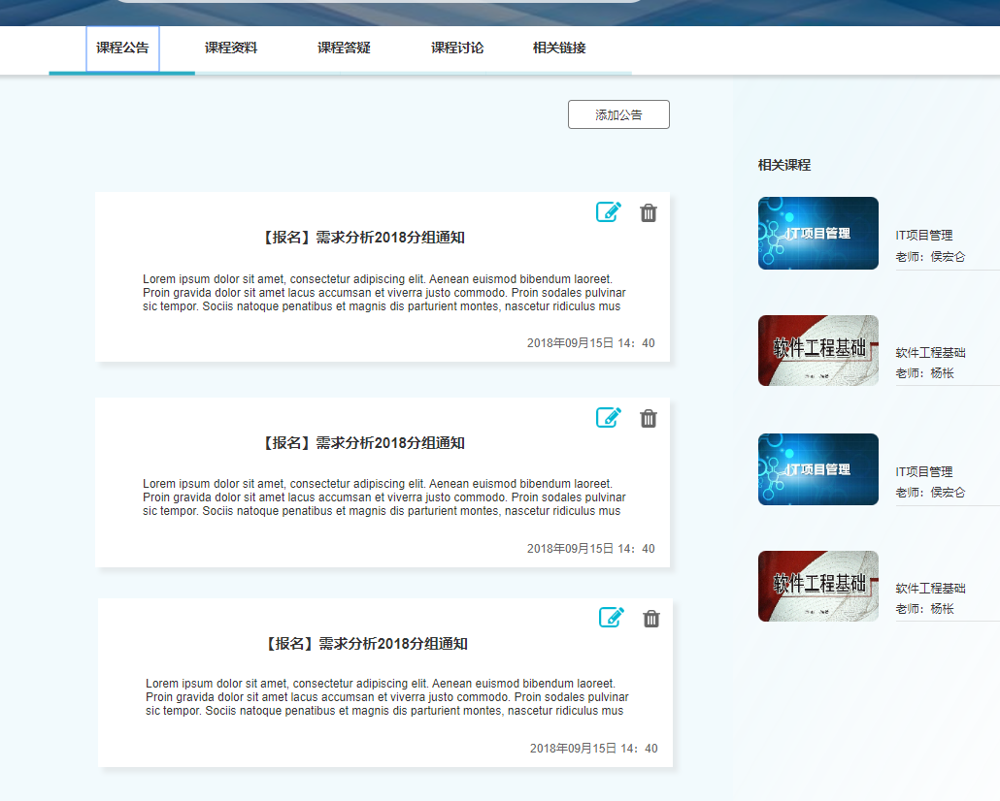 课程公告 课程资料 课程答疑 课程讨论 相关链接
添加公告
【报名】需求分析2018分组通知
Lorem ipsum dolor sit amet, consectetur adipiscing elit. Aenean euismod bibendum laoreet.
Proin gravida dolor sit amet lacus accumsan et viverra justo commodo. Proin sodales pulvinar
sic tempor. Sociis natoque penatibus et magnis dis parturient montes, nascetur ridiculus mus
2018年09月15日 14：40
【报名】需求分析2018分组通知
Lorem ipsum dolor sit amet, consectetur adipiscing elit. Aenean euismod bibendum laoreet.
Proin gravida dolor sit amet lacus accumsan et viverra justo commodo. Proin sodales pulvinar
sic tempor. Sociis natoque penatibus et magnis dis parturient montes, nascetur ridiculus mus
2018年09月15日 14：40
【报名】需求分析2018分组通知
Lorem ipsum dolor sit amet, consectetur adipiscing elit. Aenean euismod bibendum laoreet.
Proin gravida dolor sit amet lacus accumsan et viverra justo commodo. Proin sodales pulvinar
sic tempor. Sociis natoque penatibus et magnis dis parturient montes, nascetur ridiculus mus
2018年09月15日 14：40
相关课程
IT项目管理
IT项目管理
老师：侯宏仑
软件工程基础
软件工程基础
老师：杨枨
IT项目管理
IT项目管理
老师：侯宏仑
软件工程基础
软件工程基础
老师：杨枨